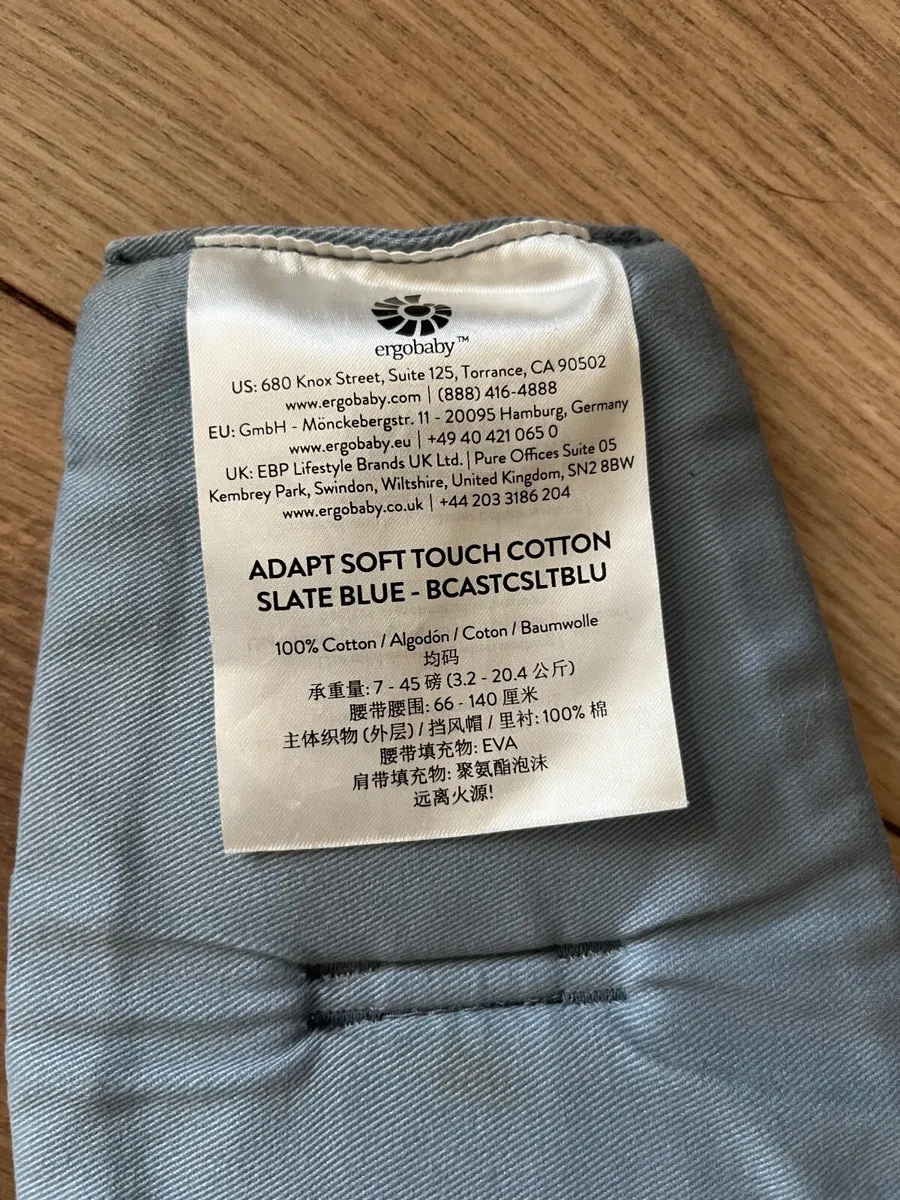 ergobaby™
US: 680 Knox Street, Suite 125, Torrance, CA 90502
www.ergobaby.com | (888) 416-4888
EU: GmbH - Mönckebergstr. 11 - 20095 Hamburg, Germany
www.ergobaby.eu | +49 40 421 065 0
UK: EBP Lifestyle Brands UK Ltd. | Pure Offices Suite 05
Kembrey Park, Swindon, Wiltshire, United Kingdom, SN2 8BW
www.ergobaby.co.uk | +44 203 3186 204
ADAPT SOFT TOUCH COTTON
SLATE BLUE - BCASTCSLTBLU
100% Cotton / Algodón / Coton / Baumwolle
均码
承重量: 7 - 45 磅 (3.2 - 20.4 公斤)
腰带腰围: 66 - 140 厘米
主体织物 (外层) / 挡风帽 / 里衬: 100% 棉
腰带填充物: EVA
肩带填充物: 聚氨酯泡沫
远离火源!